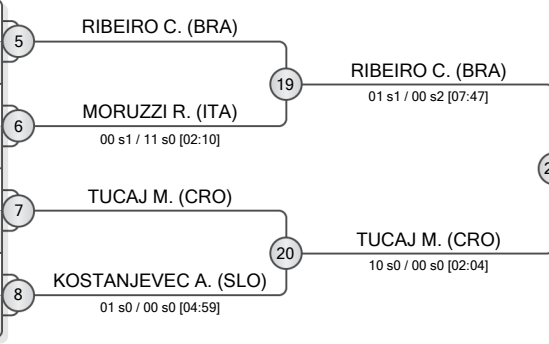 RIBEIRO C. (BRA)
5
19
RIBEIRO C. (BRA)
01 s1 / 00 s2 [07:47]
MORUZZI R. (ITA)
6
00 s1 / 11 s0 [02:10]
TUCAJ M. (CRO)
7
20
TUCAJ M. (CRO)
10 s0 / 00 s0 [02:04]
KOSTANJEVEC A. (SLO)
8
01 s0 / 00 s0 [04:59]